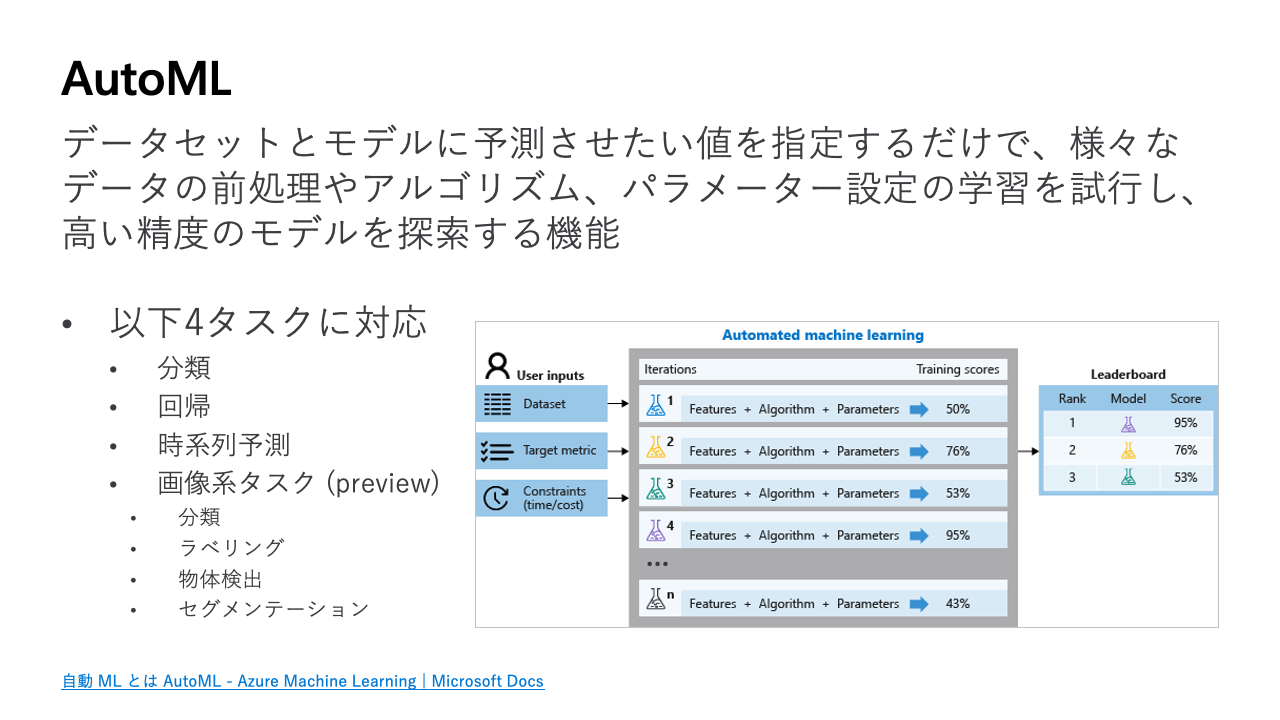 AutoML
データセットとモデルに予測させたい値を指定するだけで、様々な
データの前処理やアルゴリズム、パラメーター設定の学習を試行し、
高い精度のモデルを探索する機能
• 以下4タスクに対応
• 分類
• 回帰
• 時系列予測
• 画像系タスク (preview)
• 分類
• ラベリング
• 物体検出
• セグメンテーション
Automated machine learning
User inputs
Dataset
Target metric
Constraints
(time/cost)
Iterations Training scores
1 Features + Algorithm + Parameters 50%
2 Features + Algorithm + Parameters 76%
3 Features + Algorithm + Parameters 53%
4 Features + Algorithm + Parameters 95%
•••
n Features + Algorithm + Parameters 43%
Leaderboard
Rank Model Score
1 95%
2 76%
3 53%
自動 ML とは AutoML - Azure Machine Learning | Microsoft Docs